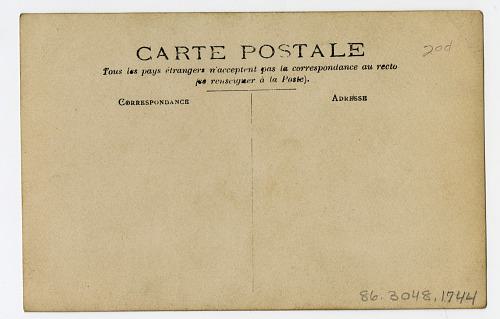 CARTE POSTALE
20d
Tous les pays étrangers n'acceptent pas la correspondance au recto
(se renseigner à la Poste).
CORRESPONDANCE
ADRESSE
86.3048.1744